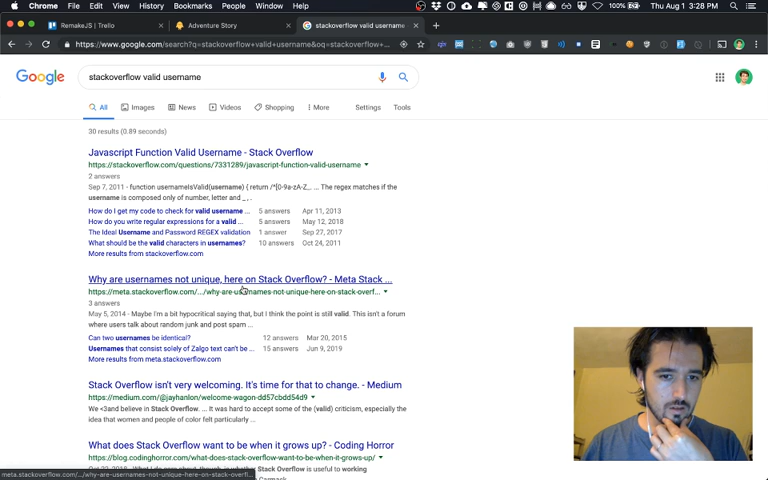 Chrome File Edit View History Bookmarks People Window Help 100% Thu Aug 1 3:28 PM
RemakeJS | Trello
Adventure Story
stackoverflow valid username
https://www.google.com/search?q=stackoverflow+valid+username&oq=stackoverflow+...
Google
stackoverflow valid username
All Images News Videos Shopping More Settings Tools
30 results (0.89 seconds)
Javascript Function Valid Username - Stack Overflow
https://stackoverflow.com/questions/7331289/javascript-function-valid-username
2 answers
Sep 7, 2011 - function usernameIsValid(username) { return /^[0-9a-zA-Z_. ... The regex matches if the
username is composed only of number, letter and _ , .
How do I get my code to check for valid username ... 5 answers Apr 11, 2013
How do you write regular expressions for a valid ... 5 answers May 12, 2018
The Ideal Username and Password REGEX validation 1 answer Sep 27, 2017
What should be the valid characters in usernames? 10 answers Oct 24, 2011
More results from stackoverflow.com
Why are usernames not unique, here on Stack Overflow? - Meta Stack ...
https://meta.stackoverflow.com/.../why-are-usernames-not-unique-here-on-stack-overf...
3 answers
May 5, 2014 - Maybe I'm a bit hypocritical saying that, but I think the point is still valid. This isn't a forum
where users talk about random junk and post spam ...
Can two usernames be identical? 12 answers Mar 20, 2015
Usernames that consist solely of Zalgo text can't be ... 15 answers Jun 9, 2019
More results from meta.stackoverflow.com
Stack Overflow isn't very welcoming. It's time for that to change. - Medium
https://medium.com/@jayhanlon/welcome-wagon-dd57cbdd54d9
We <3and believe in Stack Overflow. ... It was hard to accept some of the (valid) criticism, especially the
idea that women and people of color felt particularly ...
What does Stack Overflow want to be when it grows up? - Coding Horror
https://blog.codinghorror.com/what-does-stack-overflow-want-to-be-when-it-grows-up/
Stack Overflow is useful to working
meta.stackoverflow.com/.../why-are-usernames-not-unique-here-on-stack-overfl...